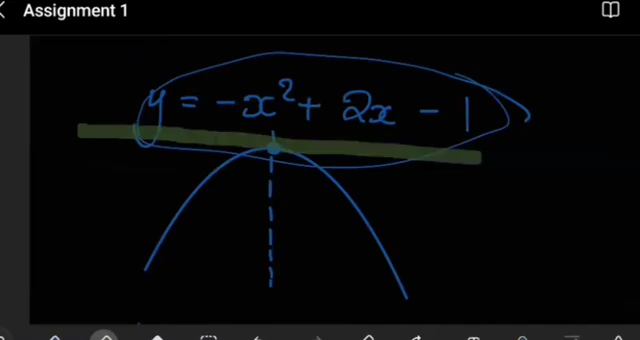 Assignment 1
y = -x² + 2x - 1